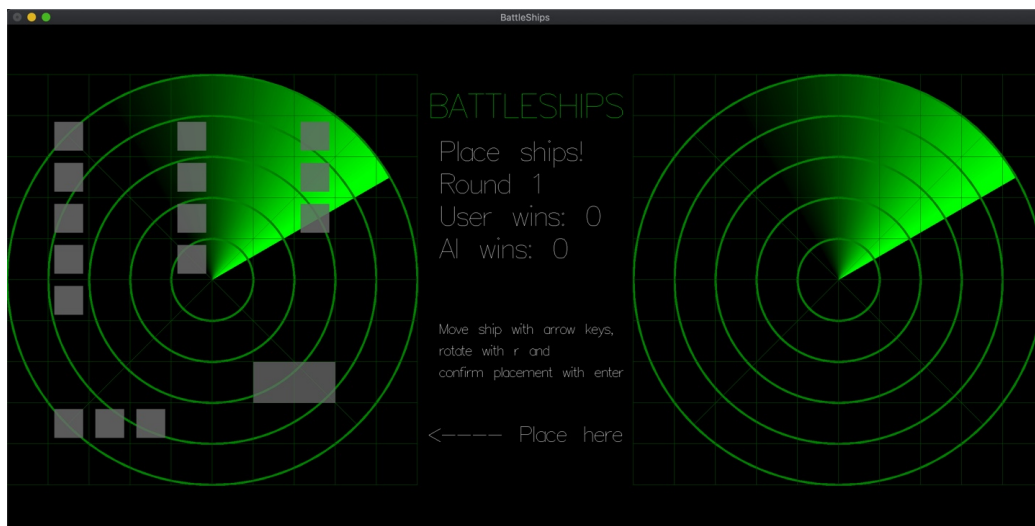 BattleShips
BATTLESHIPS
Place ships!
Round 1
User wins: 0
AI wins: 0
Move ship with arrow keys,
rotate with r and
confirm placement with enter
<---- Place here